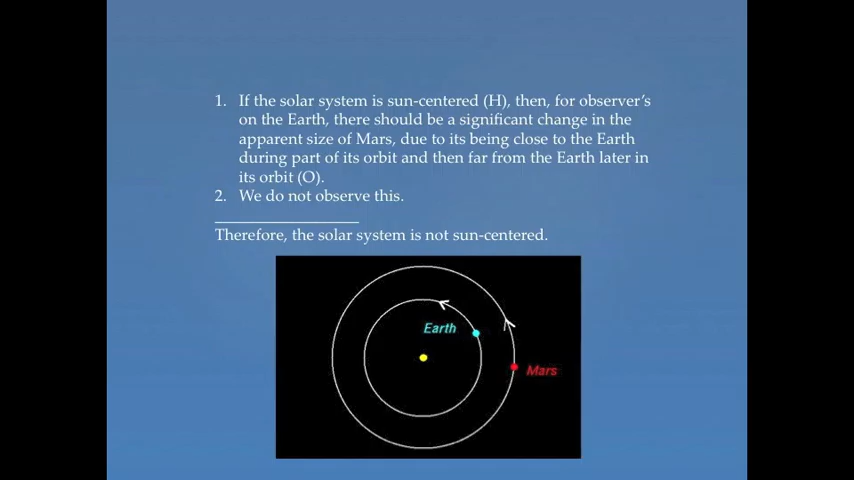 1. If the solar system is sun-centered (H), then, for observer's
on the Earth, there should be a significant change in the
apparent size of Mars, due to its being close to the Earth
during part of its orbit and then far from the Earth later in
its orbit (O).
2. We do not observe this.
Therefore, the solar system is not sun-centered.
Earth
Mars